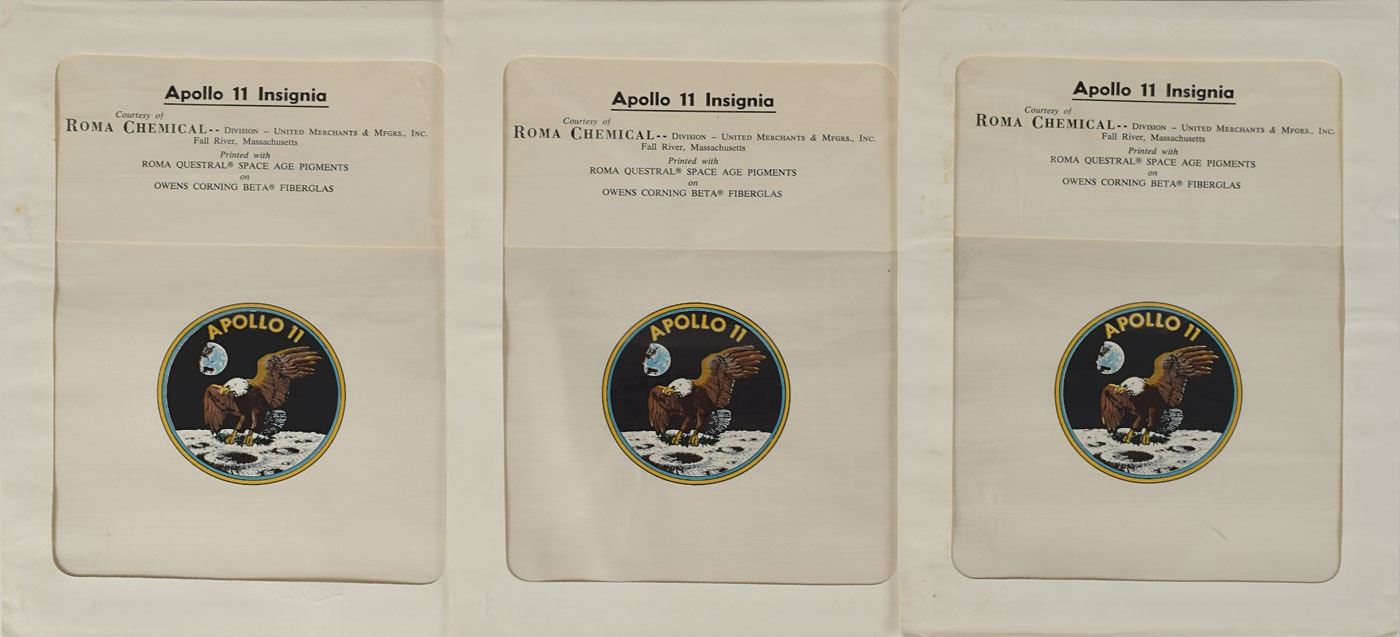 Apollo 11 Insignia
Courtesy of
ROMA CHEMICAL-- DIVISION – UNITED MERCHANTS & MFGRS., INC.
Fall River, Massachusetts
Printed with
ROMA QUESTRAL® SPACE AGE PIGMENTS
on
OWENS CORNING BETA® FIBERGLAS
APOLLO 11
Apollo 11 Insignia
Courtesy of
ROMA CHEMICAL-- DIVISION – UNITED MERCHANTS & MFGRS., INC.
Fall River, Massachusetts
Printed with
ROMA QUESTRAL® SPACE AGE PIGMENTS
on
OWENS CORNING BETA® FIBERGLAS
APOLLO 11
Apollo 11 Insignia
Courtesy of
ROMA CHEMICAL-- DIVISION – UNITED MERCHANTS & MFGRS., INC.
Fall River, Massachusetts
Printed with
ROMA QUESTRAL® SPACE AGE PIGMENTS
on
OWENS CORNING BETA® FIBERGLAS
APOLLO 11